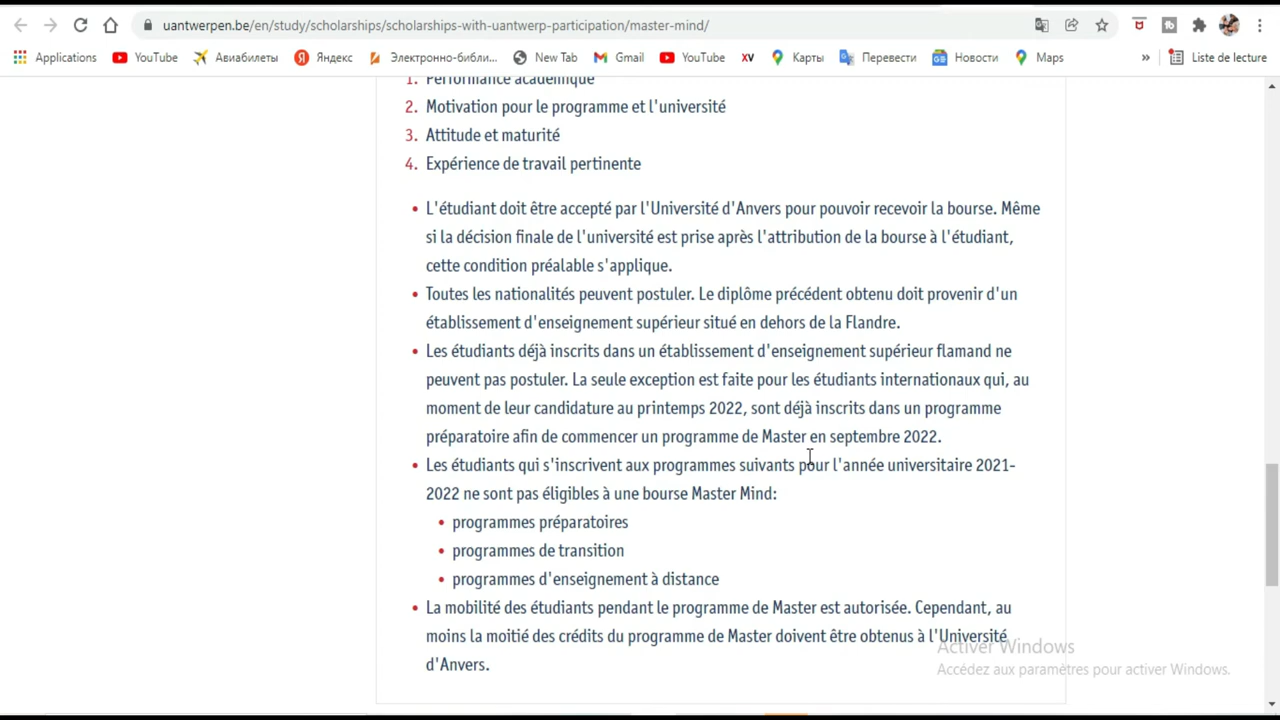 uantwerpen.be/en/study/scholarships/scholarships-with-uantwerp-participation/master-mind/
Applications YouTube Авиабилеты Яндекс Электронно-библи... New Tab Gmail YouTube XV Карты Перевести Новости Maps » Liste de lecture
1. Performance académique
2. Motivation pour le programme et l'université
3. Attitude et maturité
4. Expérience de travail pertinente
• L'étudiant doit être accepté par l'Université d'Anvers pour pouvoir recevoir la bourse. Même
si la décision finale de l'université est prise après l'attribution de la bourse à l'étudiant,
cette condition préalable s'applique.
• Toutes les nationalités peuvent postuler. Le diplôme précédent obtenu doit provenir d'un
établissement d'enseignement supérieur situé en dehors de la Flandre.
• Les étudiants déjà inscrits dans un établissement d'enseignement supérieur flamand ne
peuvent pas postuler. La seule exception est faite pour les étudiants internationaux qui, au
moment de leur candidature au printemps 2022, sont déjà inscrits dans un programme
préparatoire afin de commencer un programme de Master en septembre 2022.
• Les étudiants qui s'inscrivent aux programmes suivants pour l'année universitaire 2021-
2022 ne sont pas éligibles à une bourse Master Mind:
• programmes préparatoires
• programmes de transition
• programmes d'enseignement à distance
• La mobilité des étudiants pendant le programme de Master est autorisée. Cependant, au
moins la moitié des crédits du programme de Master doivent être obtenus à l'Université
d'Anvers.
Activer Windows
Accédez aux paramètres pour activer Windows.